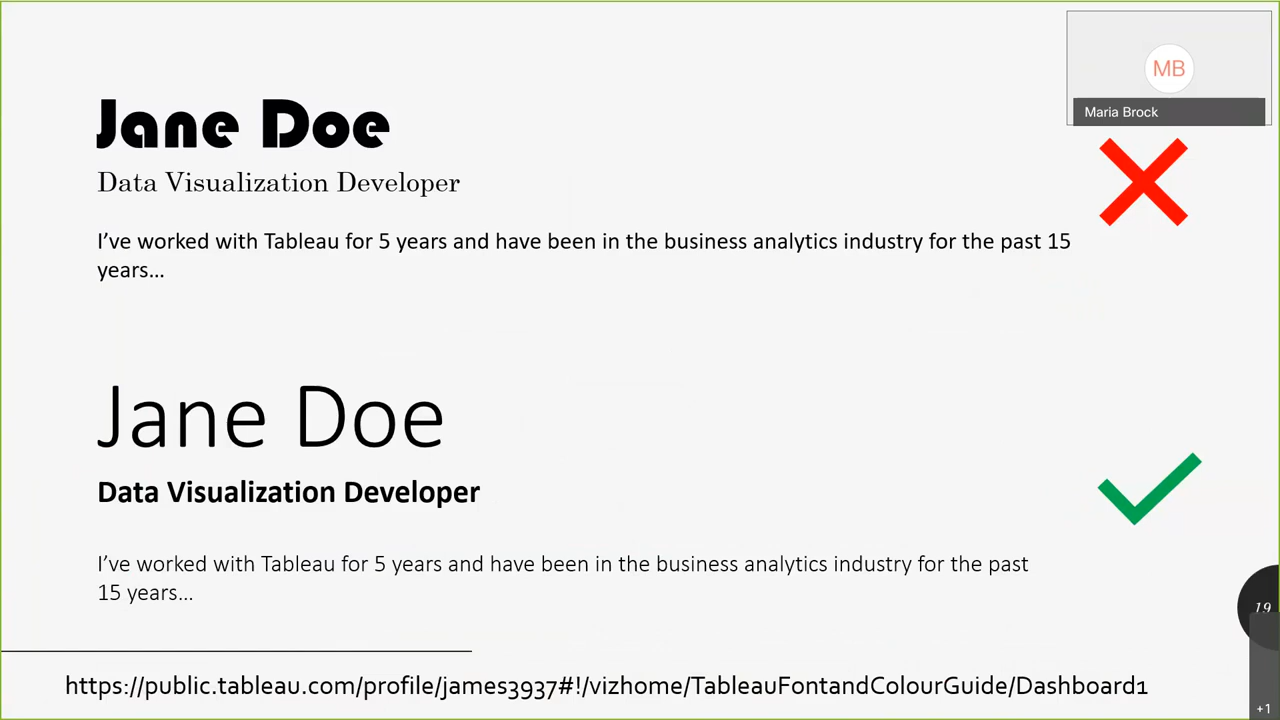 MB
Maria Brock
Jane Doe
Data Visualization Developer
I've worked with Tableau for 5 years and have been in the business analytics industry for the past 15
years…
Jane Doe
Data Visualization Developer
I've worked with Tableau for 5 years and have been in the business analytics industry for the past
15 years…
19
https://public.tableau.com/profile/james3937#!/vizhome/TableauFontandColourGuide/Dashboard1
+1